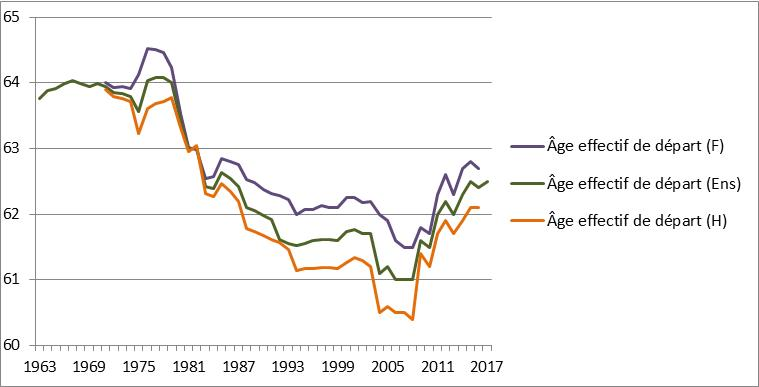 65
64
63
62
61
60
1963 1969 1975 1981 1987 1993 1999 2005 2011 2017
Âge effectif de départ (F)
Âge effectif de départ (Ens)
Âge effectif de départ (H)